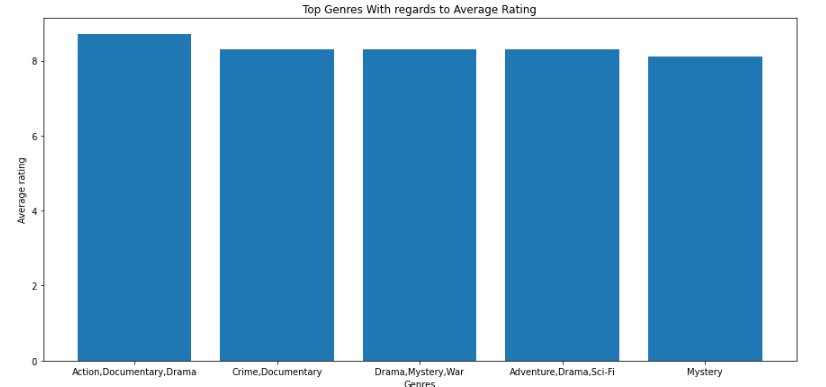 Top Genres With regards to Average Rating
Average rating
8
6
4
2
0
Action,Documentary,Drama Crime,Documentary Drama,Mystery,War Adventure,Drama,Sci-Fi Mystery
Genres